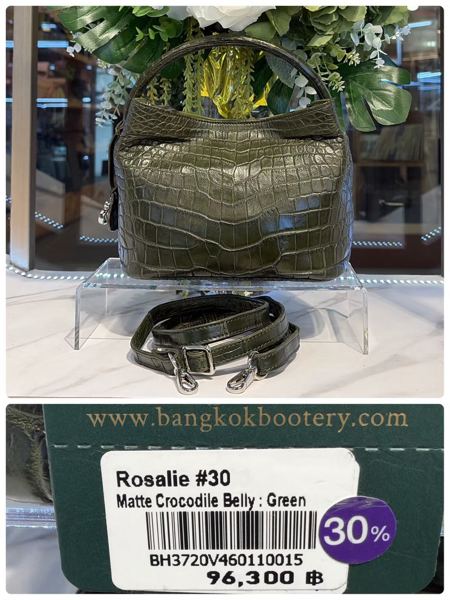 www.bangkokbootery.com
Rosalie #30
Matte Crocodile Belly : Green
30%
BH3720V460110015
96,300 ฿